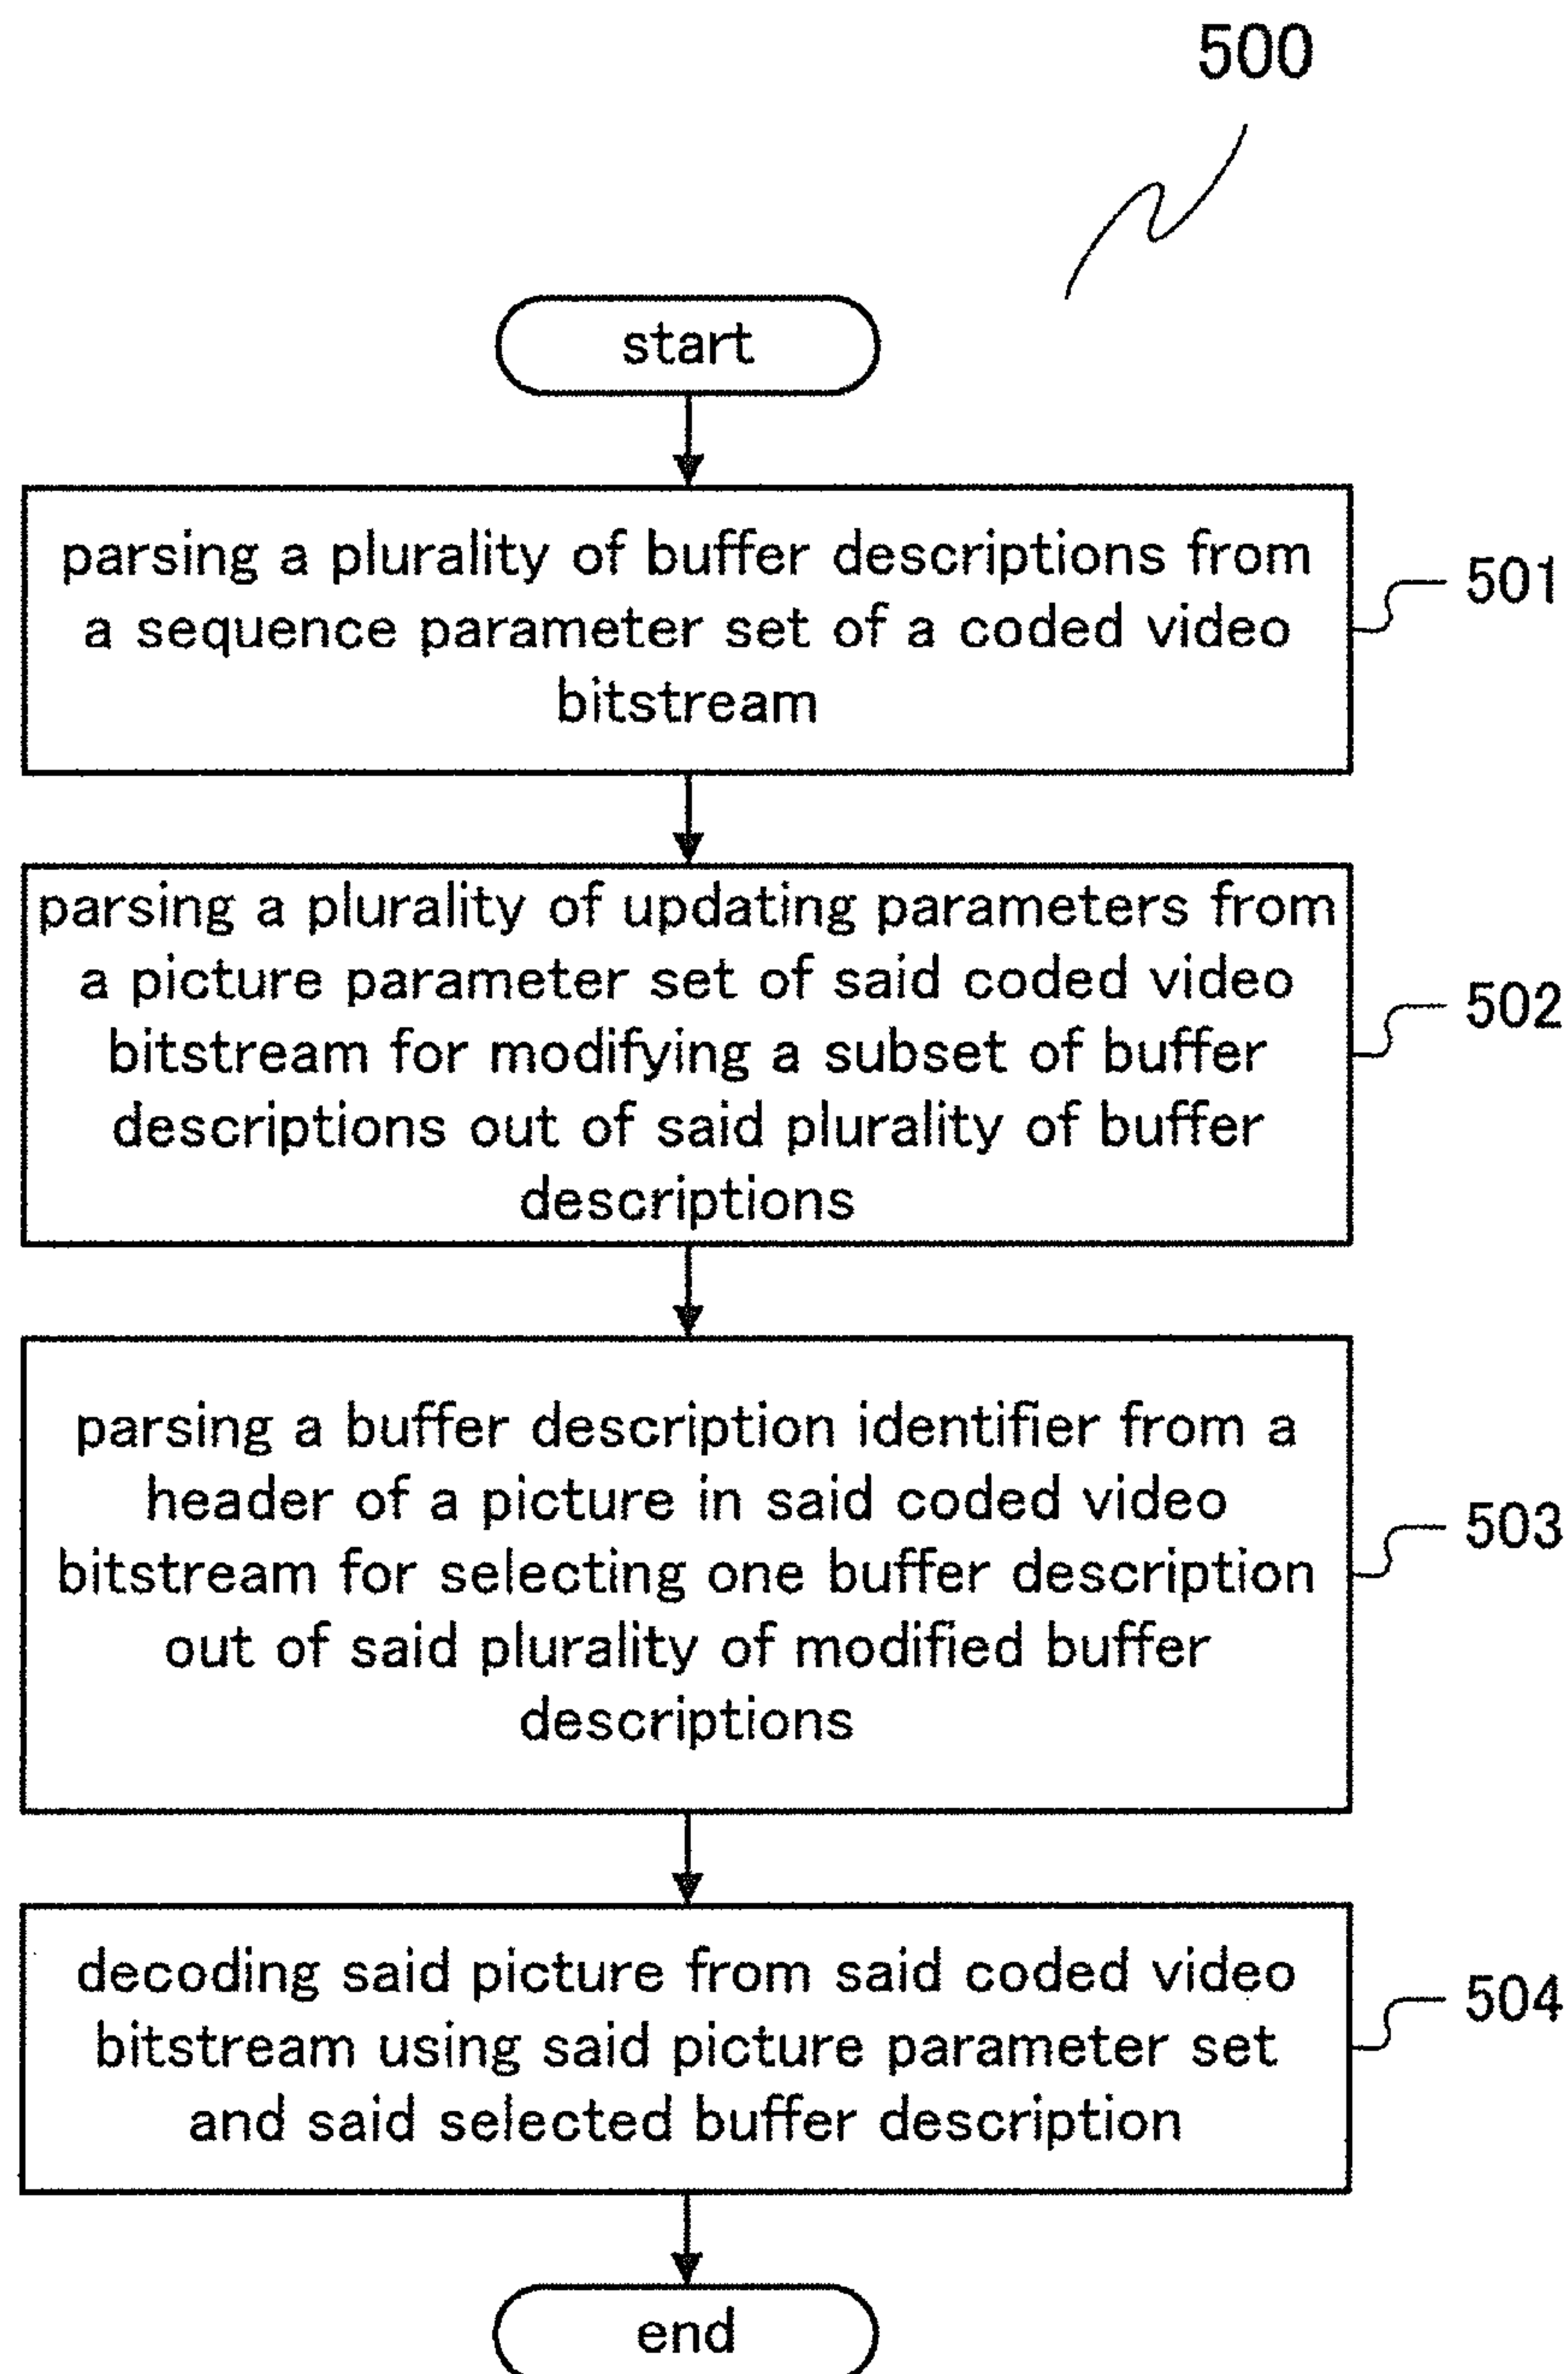 500
start
parsing a plurality of buffer descriptions from
a sequence parameter set of a coded video
bitstream
501
parsing a plurality of updating parameters from
a picture parameter set of said coded video
bitstream for modifying a subset of buffer
descriptions out of said plurality of buffer
descriptions
502
parsing a buffer description identifier from a
header of a picture in said coded video
bitstream for selecting one buffer description
out of said plurality of modified buffer
descriptions
503
decoding said picture from said coded video
bitstream using said picture parameter set
and said selected buffer description
504
end